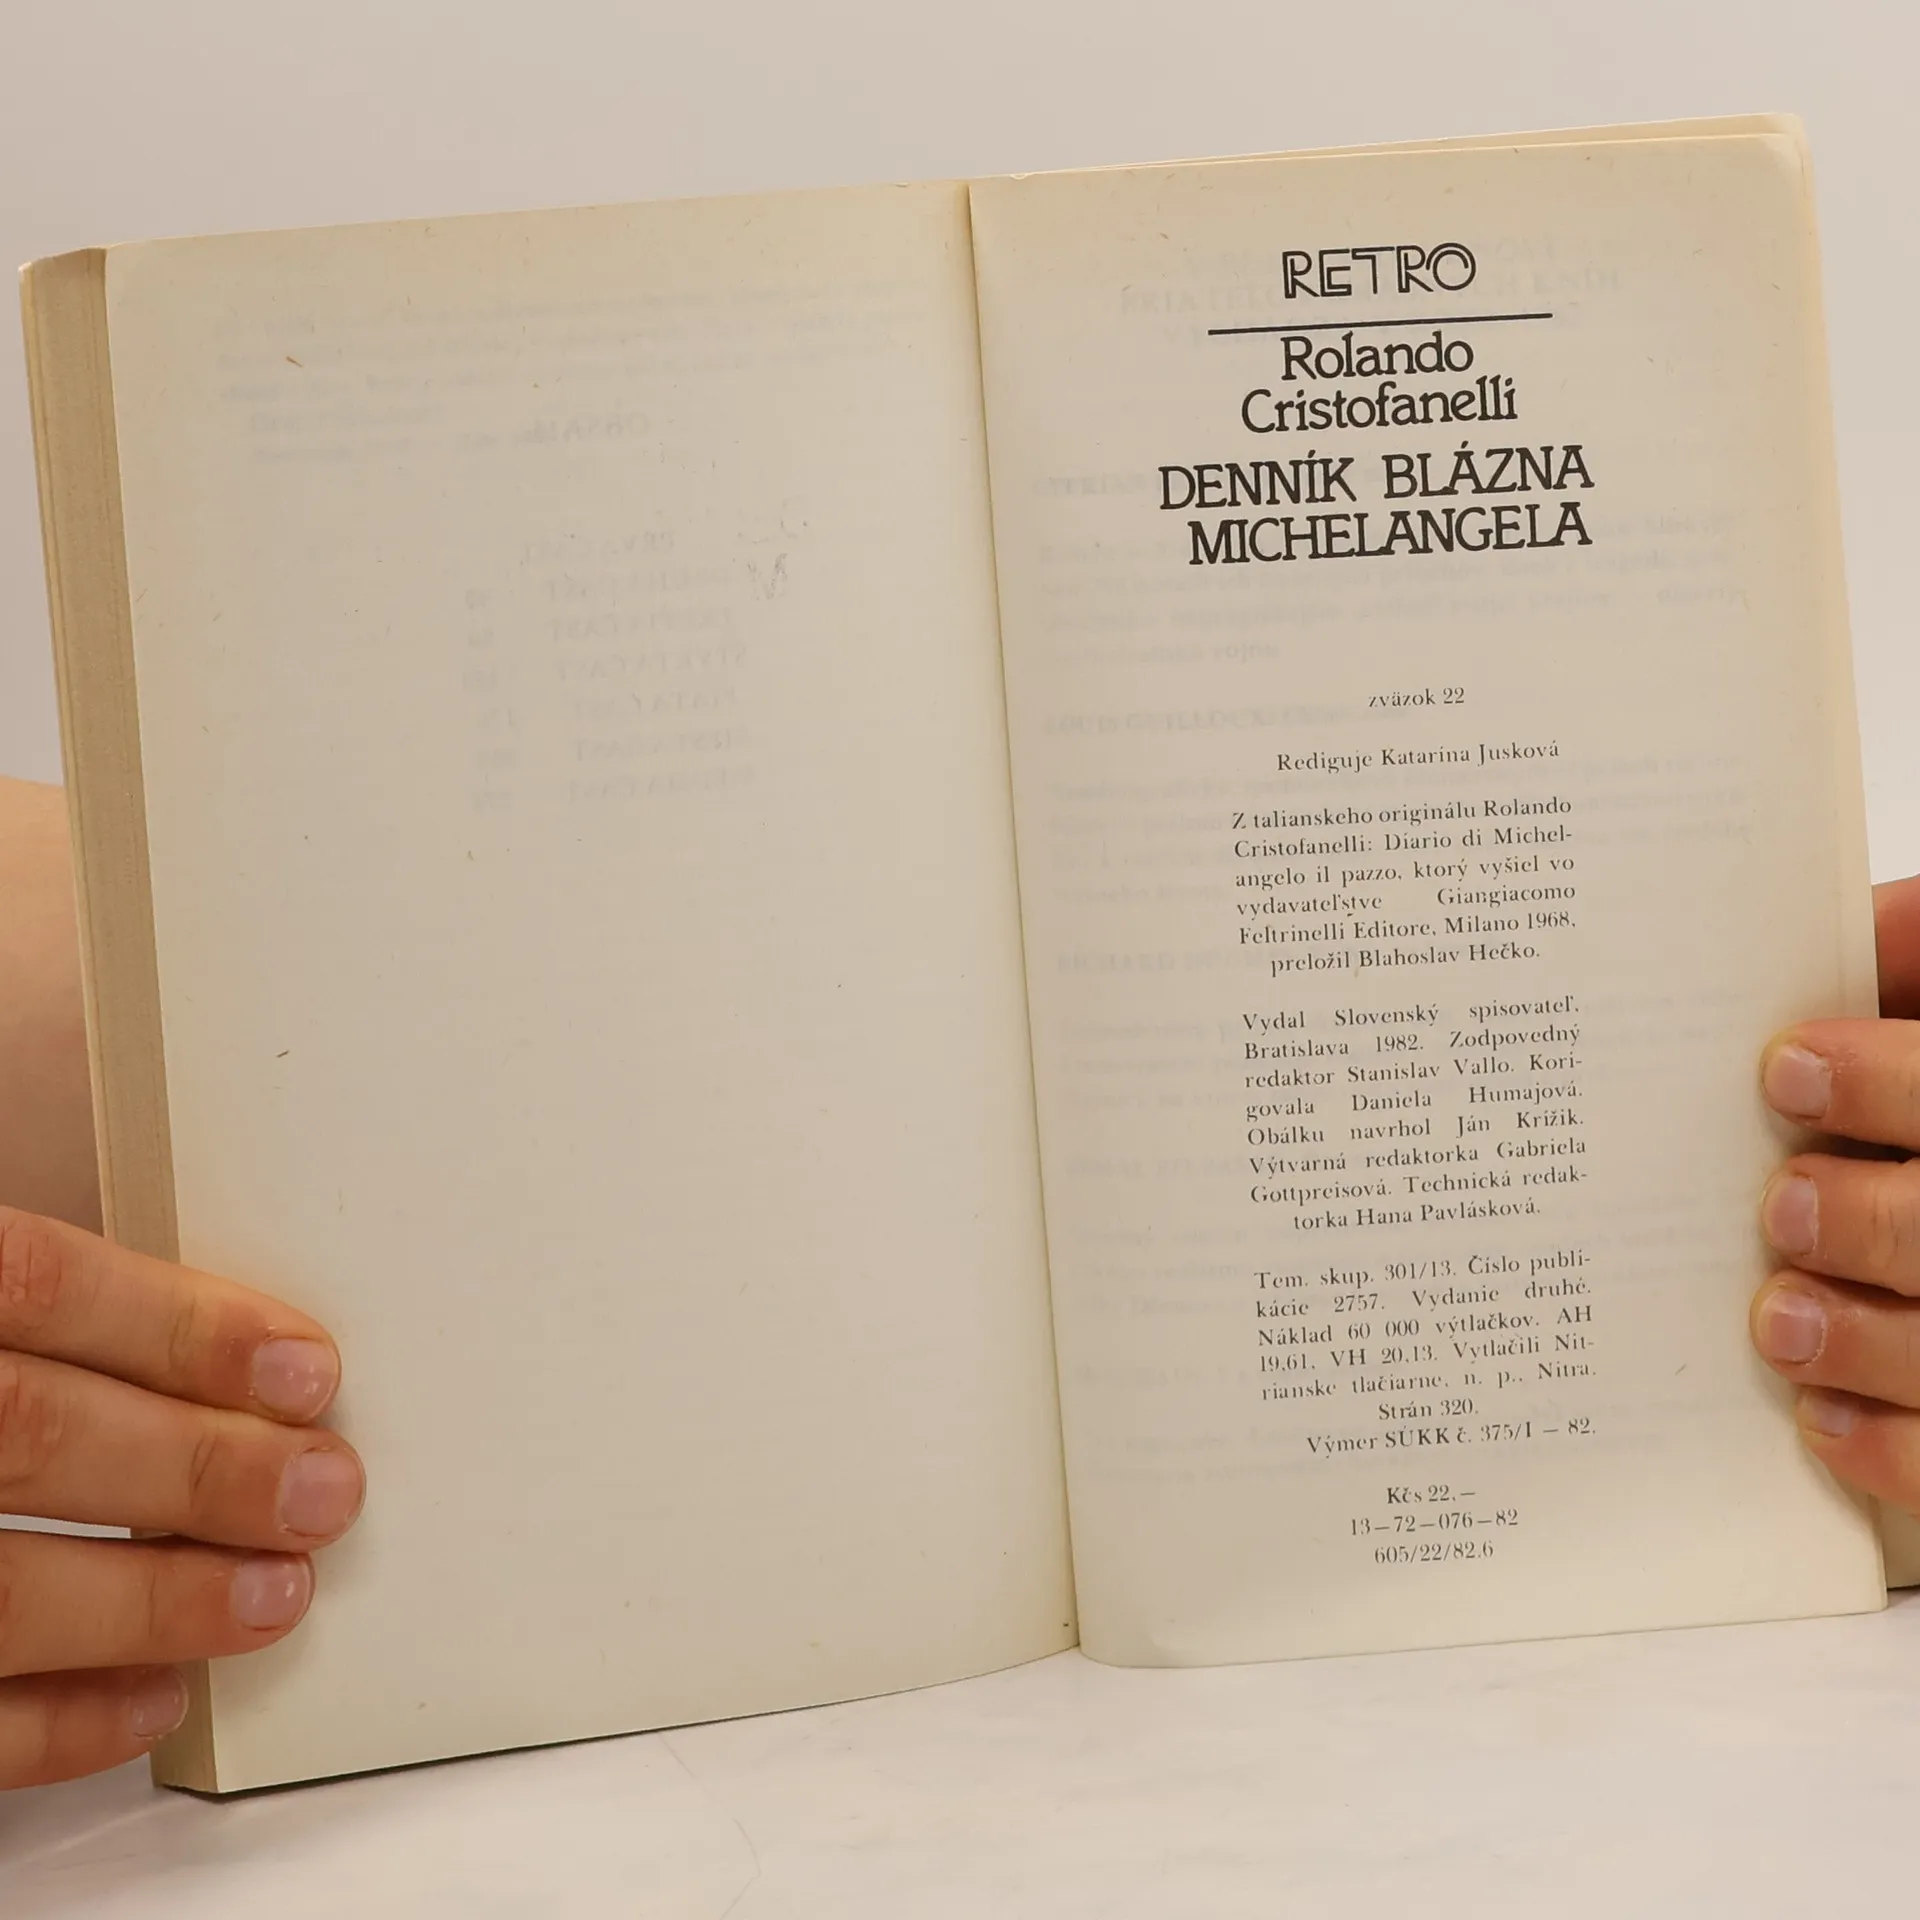 RETRO
Rolando
Cristofanelli
DENNÍK BLÁZNA
MICHELANGELA
zväzok 22
Rediguje Katarína Jusková
Z talianskeho originálu Rolando
Cristofanelli: Diario di Michel-
angelo il pazzo, ktorý vyšiel vo
vydavateľstve Giangiacomo
Feltrinelli Editore, Milano 1968,
preložil Blahoslav Hečko.
Vydal Slovenský spisovateľ,
Bratislava 1982. Zodpovedný
redaktor Stanislav Vallo. Kori-
govala Daniela Humajová.
Obálku navrhol Ján Krížik.
Výtvarná redaktorka Gabriela
Gottpreisová. Technická redak-
torka Hana Pavlásková.
Tem. skup. 301/13. Číslo publi-
kácie 2757. Vydanie druhé.
Náklad 60 000 výtlačkov. AH
19,61, VH 20,13. Vytlačili Nit-
rianske tlačiarne, n. p., Nitra.
Strán 320.
Výmer SÚKK č. 375/I — 82.
Kčs 22,—
13—72—076—82
605/22/82.6